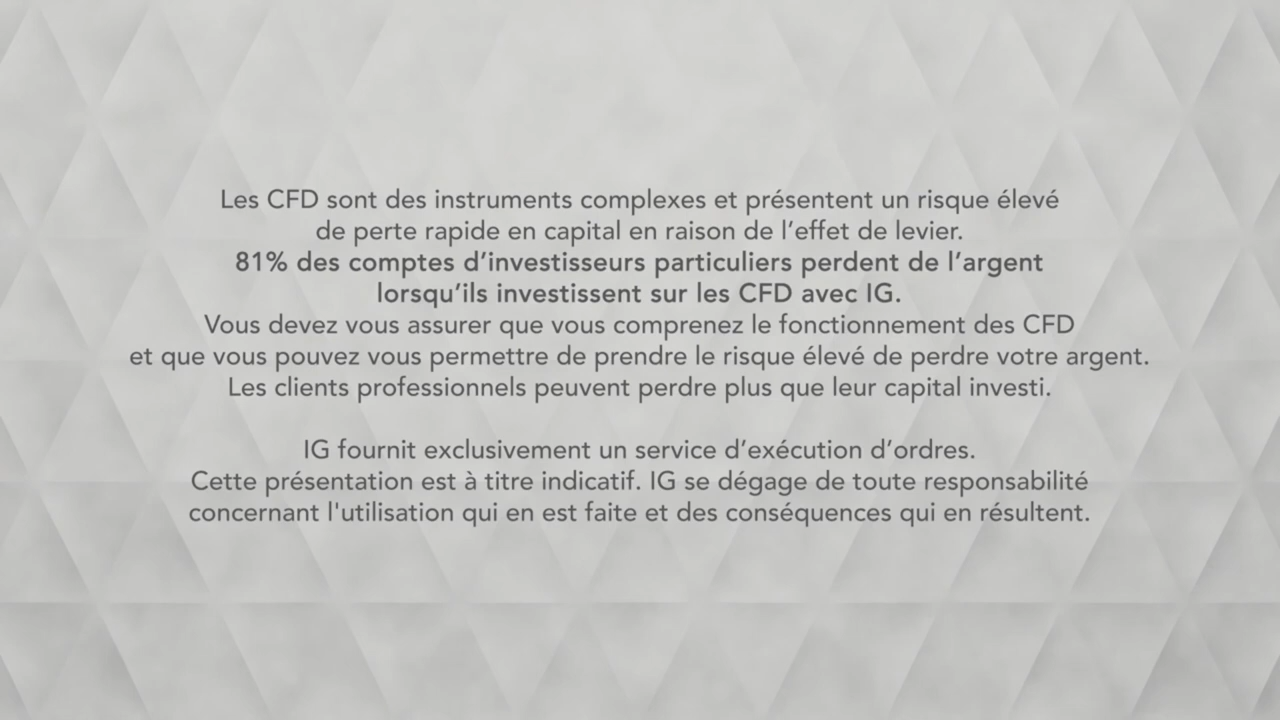 Les CFD sont des instruments complexes et présentent un risque élevé
de perte rapide en capital en raison de l’effet de levier.
81% des comptes d’investisseurs particuliers perdent de l’argent
lorsqu’ils investissent sur les CFD avec IG.
Vous devez vous assurer que vous comprenez le fonctionnement des CFD
et que vous pouvez vous permettre de prendre le risque élevé de perdre votre argent.
Les clients professionnels peuvent perdre plus que leur capital investi.
IG fournit exclusivement un service d’exécution d’ordres.
Cette présentation est à titre indicatif. IG se dégage de toute responsabilité
concernant l'utilisation qui en est faite et des conséquences qui en résultent.